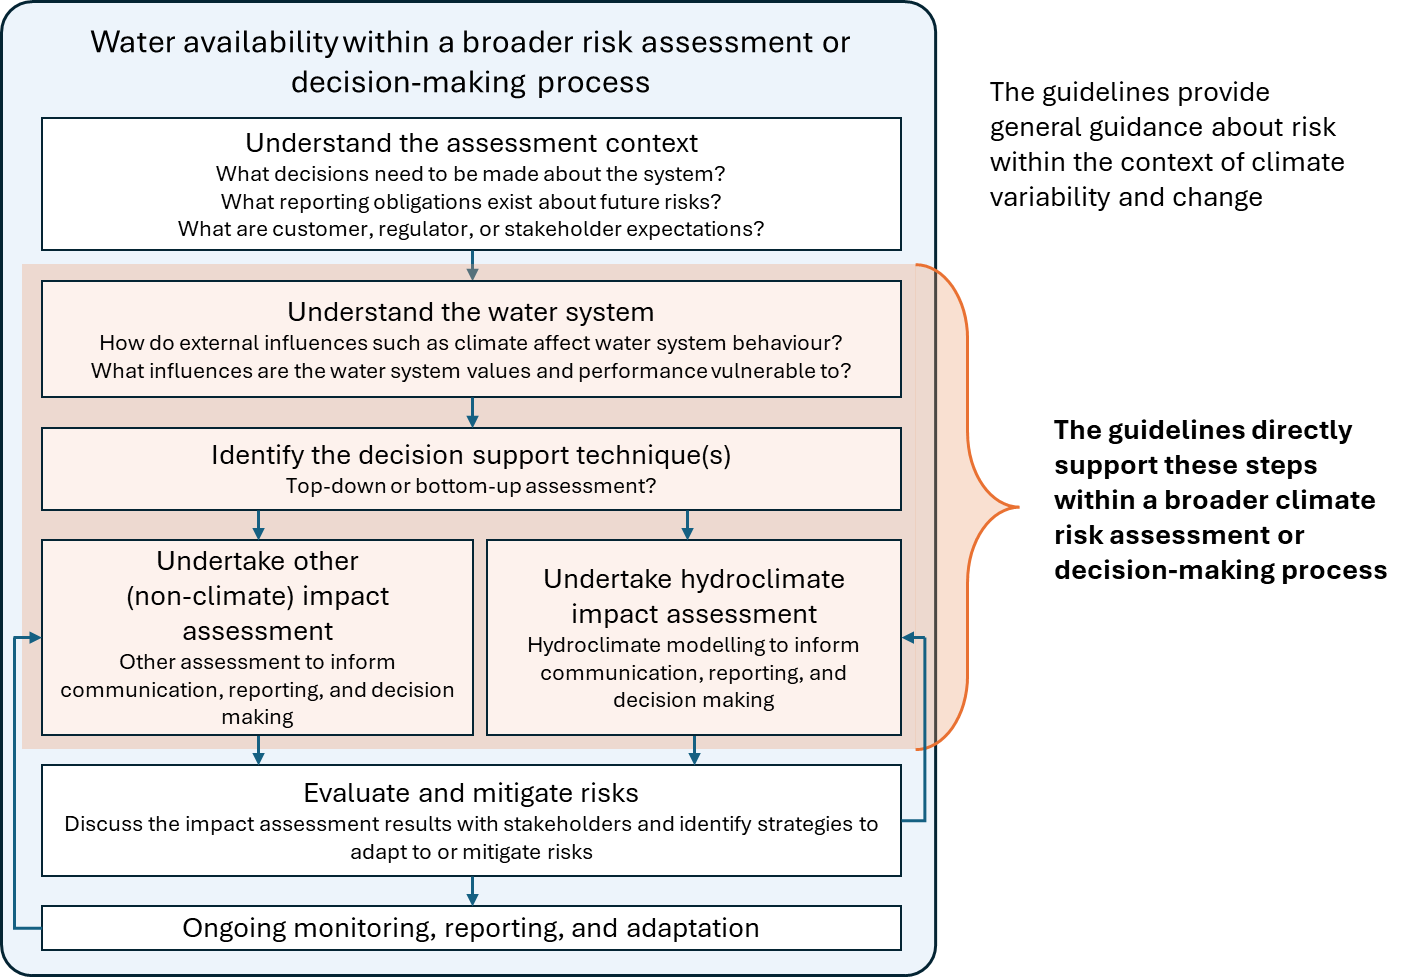 Water availability within a broader risk assessment or
decision-making process
The guidelines provide
general guidance about risk
within the context of climate
variability and change
Understand the assessment context
What decisions need to be made about the system?
What reporting obligations exist about future risks?
What are customer, regulator, or stakeholder expectations?
Understand the water system
How do external influences such as climate affect water system behaviour?
What influences are the water system values and performance vulnerable to?
Identify the decision support technique(s)
Top-down or bottom-up assessment?
The guidelines directly
support these steps
within a broader climate
risk assessment or
decision-making process
Undertake other
(non-climate) impact
assessment
Other assessment to inform
communication, reporting, and decision
making
Undertake hydroclimate
impact assessment
Hydroclimate modelling to inform
communication, reporting, and
decision making
Evaluate and mitigate risks
Discuss the impact assessment results with stakeholders and identify strategies to
adapt to or mitigate risks
Ongoing monitoring, reporting, and adaptation